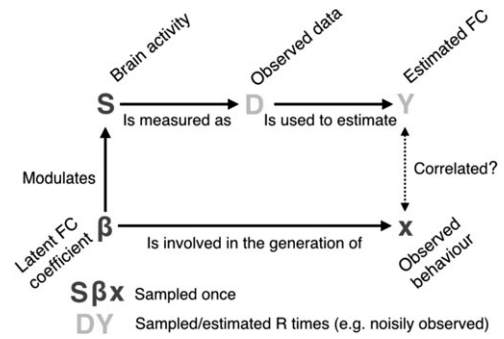 Brain activity
Observed data
Estimated FC
S
D
Y
Is measured as
Is used to estimate
Modulates
Correlated?
β
x
Is involved in the generation of
Latent FC
coefficient
Observed
behaviour
Sβx Sampled once
DY Sampled/estimated R times (e.g. noisily observed)